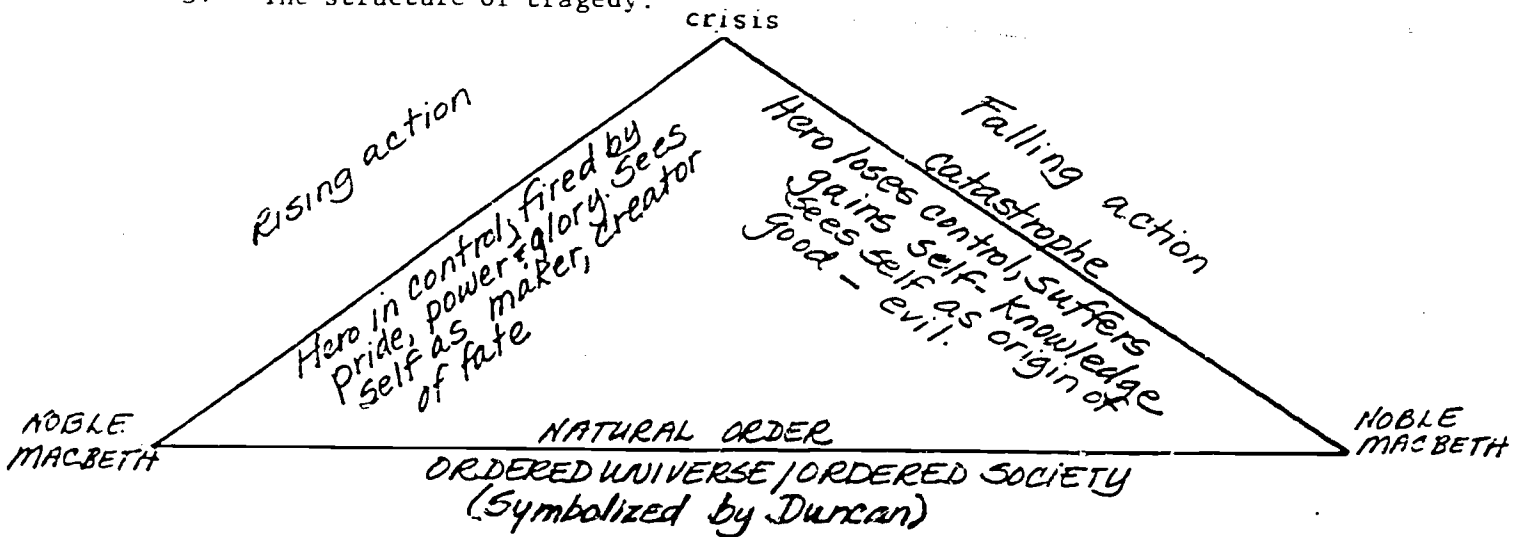 The structure of tragedy.
crisis
Rising action
Hero in control, fired by
pride, power & glory. Sees
self as maker, creator
of fate
Falling action
catastrophe
Hero loses control, suffers
gains self-knowledge
sees self as origin of
good – evil.
NOBLE
MACBETH
NATURAL ORDER
ORDERED UNIVERSE / ORDERED SOCIETY
(Symbolized by Duncan)
NOBLE
MACBETH